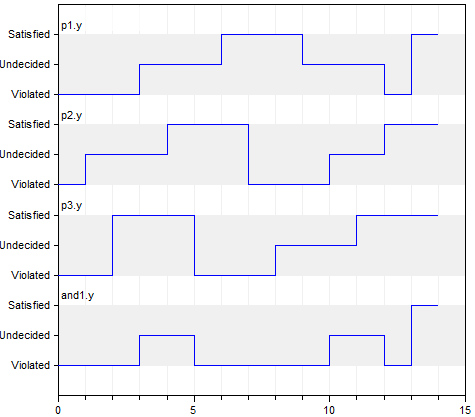 p1.y
Satisfied
Undecided
Violated
p2.y
Satisfied
Undecided
Violated
p3.y
Satisfied
Undecided
Violated
and1.y
Satisfied
Undecided
Violated
0 5 10 15